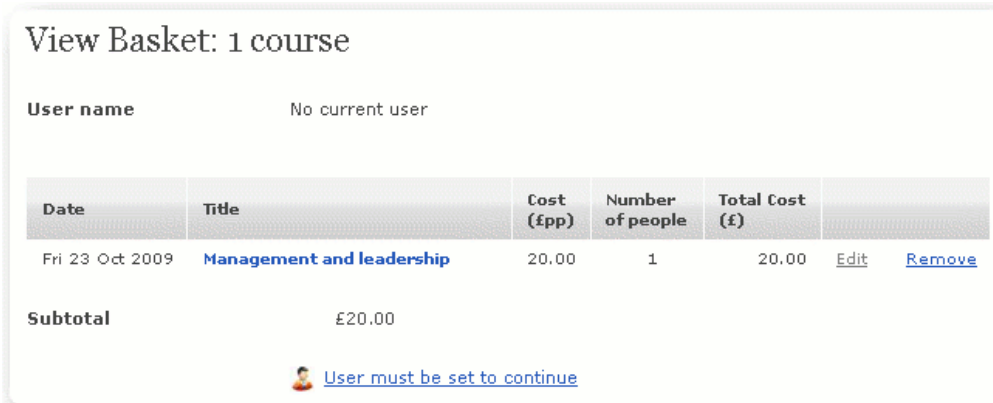 View Basket: 1 course
User name No current user
Date Title Cost (£pp) Number of people Total Cost (£)
Fri 23 Oct 2009 Management and leadership 20.00 1 20.00 Edit Remove
Subtotal £20.00
User must be set to continue